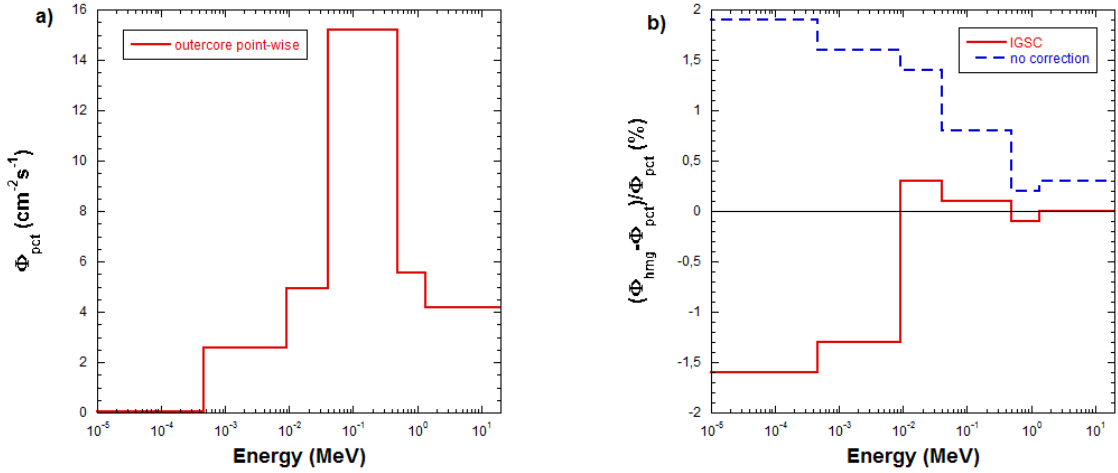 a)
16
14
12
10
8
6
4
2
0
Φpct (cm⁻²s⁻¹)
outercore point-wise
10⁻⁵ 10⁻⁴ 10⁻³ 10⁻² 10⁻¹ 10⁰ 10¹
Energy (MeV)
b)
2
1,5
1
0,5
0
-0,5
-1
-1,5
-2
(Φhmg -Φpct)/Φpct (%)
IGSC
no correction
10⁻⁵ 10⁻⁴ 10⁻³ 10⁻² 10⁻¹ 10⁰ 10¹
Energy (MeV)